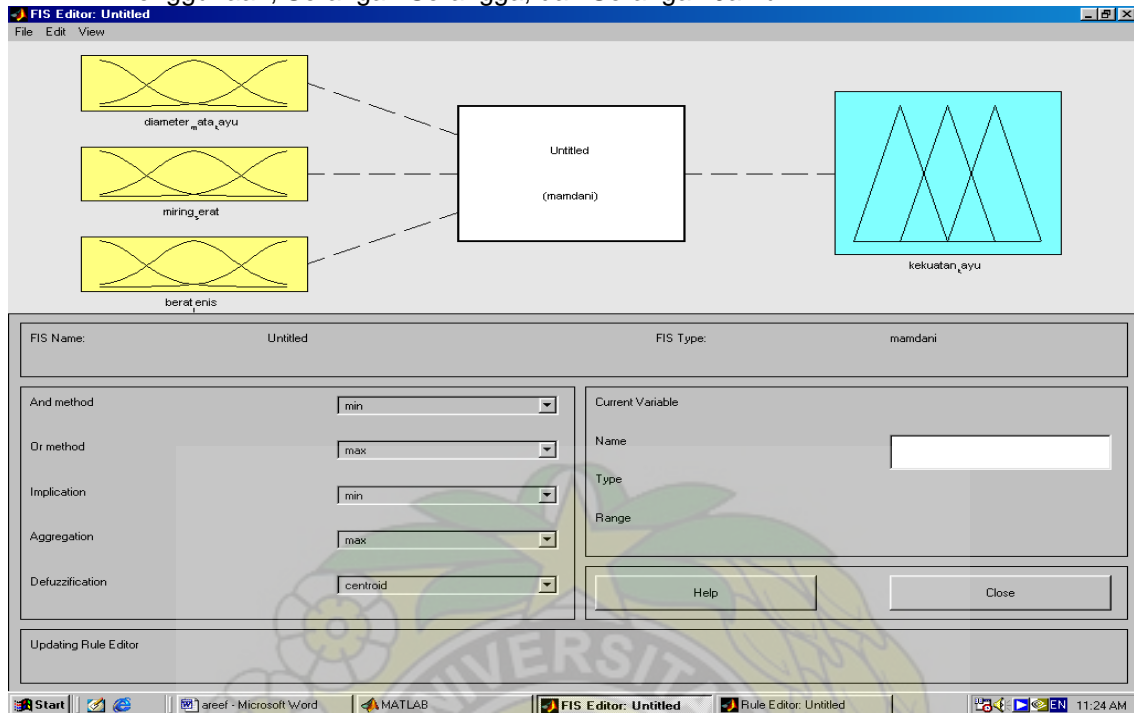 FIS Editor: Untitled
File Edit View
diameter_mata_kayu
Untitled
(mamdani)
miring_serat
kekuatan_kayu
berat_jenis
FIS Name: Untitled FIS Type: mamdani
And method min
Or method max
Implication min
Aggregation max
Defuzzification centroid
Current Variable
Name
Type
Range
Help Close
Updating Rule Editor
UNIVERSITA
Start areef - Microsoft Word MATLAB FIS Editor: Untitled Rule Editor: Untitled EN 11:24 AM